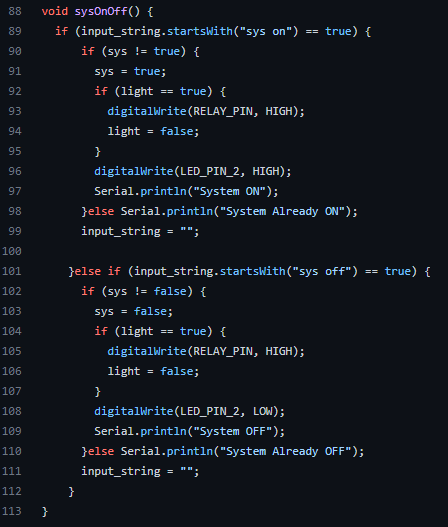 88 void sysOnOff() {
89 if (input_string.startsWith("sys on") == true) {
90 if (sys != true) {
91 sys = true;
92 if (light == true) {
93 digitalWrite(RELAY_PIN, HIGH);
94 light = false;
95 }
96 digitalWrite(LED_PIN_2, HIGH);
97 Serial.println("System ON");
98 }else Serial.println("System Already ON");
99 input_string = "";
100
101 }else if (input_string.startsWith("sys off") == true) {
102 if (sys != false) {
103 sys = false;
104 if (light == true) {
105 digitalWrite(RELAY_PIN, HIGH);
106 light = false;
107 }
108 digitalWrite(LED_PIN_2, LOW);
109 Serial.println("System OFF");
110 }else Serial.println("System Already OFF");
111 input_string = "";
112 }
113 }